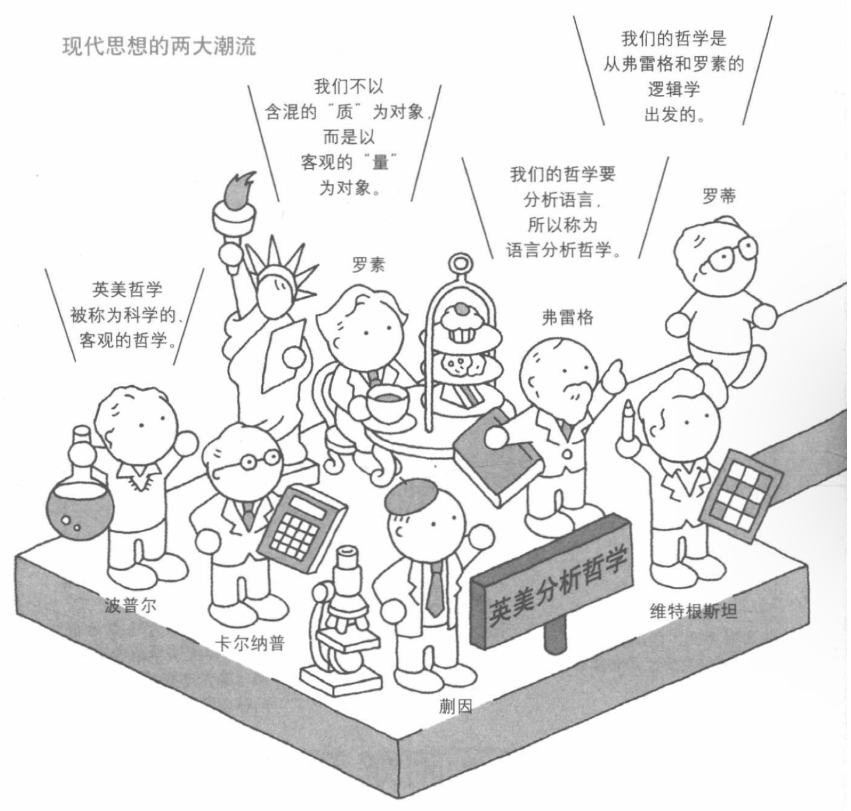 现代思想的两大潮流
我们的哲学是
从弗雷格和罗素的
逻辑学
出发的。
我们不以
含混的“质”为对象，
而是以
客观的“量”
为对象。
我们的哲学要
分析语言，
所以称为
语言分析哲学。
罗蒂
罗素
英美哲学
被称为科学的、
客观的哲学。
弗雷格
英美分析哲学
波普尔
维特根斯坦
卡尔纳普
蒯因